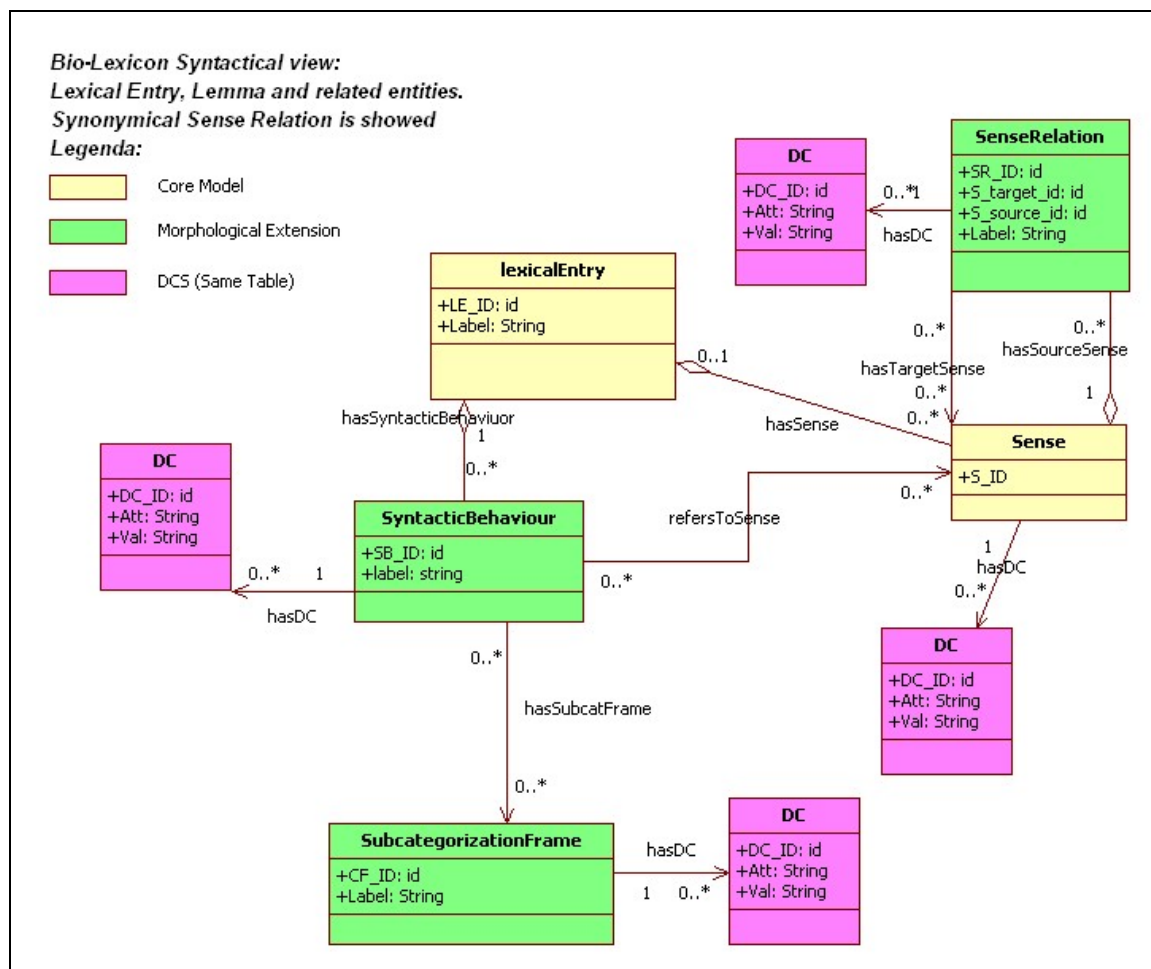 Bio-Lexicon Syntactical view:
Lexical Entry, Lemma and related entities.
Synonymical Sense Relation is showed
Legenda:
Core Model
Morphological Extension
DCS (Same Table)
DC
+DC_ID: id
+Att: String
+Val: String
0..*
1
hasDC
SenseRelation
+SR_ID: id
+S_target_id: id
+S_source_id: id
+Label: String
lexicalEntry
+LE_ID: id
+Label: String
0..1
hasSense
0..*
0..*
hasTargetSense
0..*
0..*
hasSourceSense
1
hasSyntacticBehaviuor
1
0..*
Sense
+S_ID
DC
+DC_ID: id
+Att: String
+Val: String
0..*
1
hasDC
SyntacticBehaviour
+SB_ID: id
+label: string
0..*
refersToSense
0..*
1
hasDC
0..*
DC
+DC_ID: id
+Att: String
+Val: String
0..*
hasSubcatFrame
0..*
SubcategorizationFrame
+CF_ID: id
+Label: String
hasDC
1
0..*
DC
+DC_ID: id
+Att: String
+Val: String